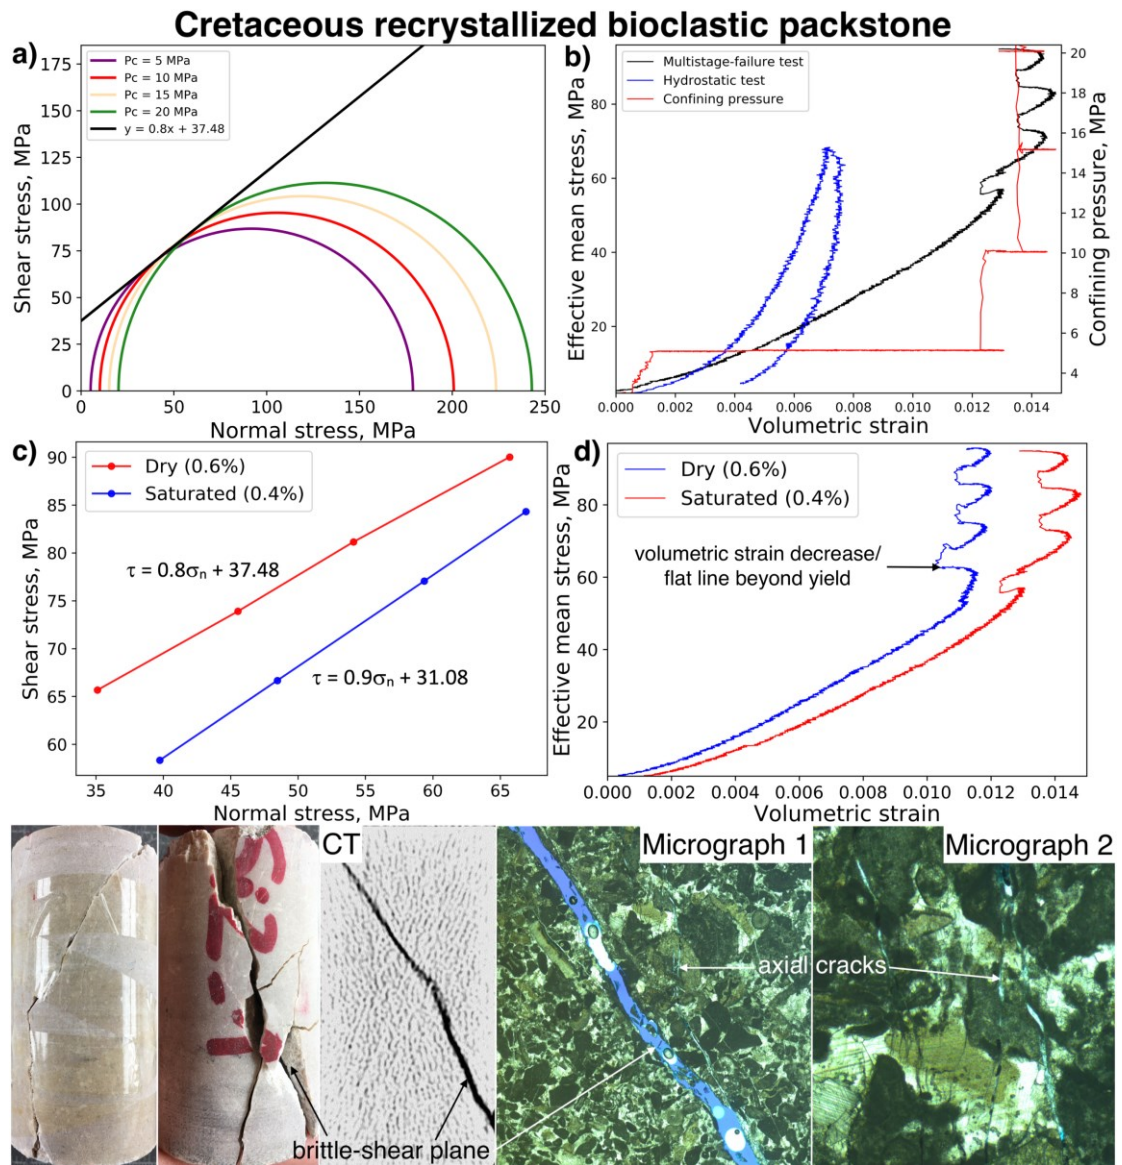 Cretaceous recrystallized bioclastic packstone
a)
Pc = 5 MPa
Pc = 10 MPa
Pc = 15 MPa
Pc = 20 MPa
y = 0.8x + 37.48
Shear stress, MPa
175
150
125
100
75
50
25
0
0 50 100 150 200 250
Normal stress, MPa
b)
Multistage-failure test
Hydrostatic test
Confining pressure
Effective mean stress, MPa
80
60
40
20
20
18
16
14
12
10
8
6
4
Confining pressure, MPa
0.000 0.002 0.004 0.006 0.008 0.010 0.012 0.014
Volumetric strain
c)
Dry (0.6%)
Saturated (0.4%)
τ = 0.8σₙ + 37.48
τ = 0.9σₙ + 31.08
Shear stress, MPa
90
85
80
75
70
65
60
35 40 45 50 55 60 65
Normal stress, MPa
d)
Dry (0.6%)
Saturated (0.4%)
volumetric strain decrease/
flat line beyond yield
Effective mean stress, MPa
80
60
40
20
0.000 0.002 0.004 0.006 0.008 0.010 0.012 0.014
Volumetric strain
CT
Micrograph 1
Micrograph 2
axial cracks
brittle-shear plane